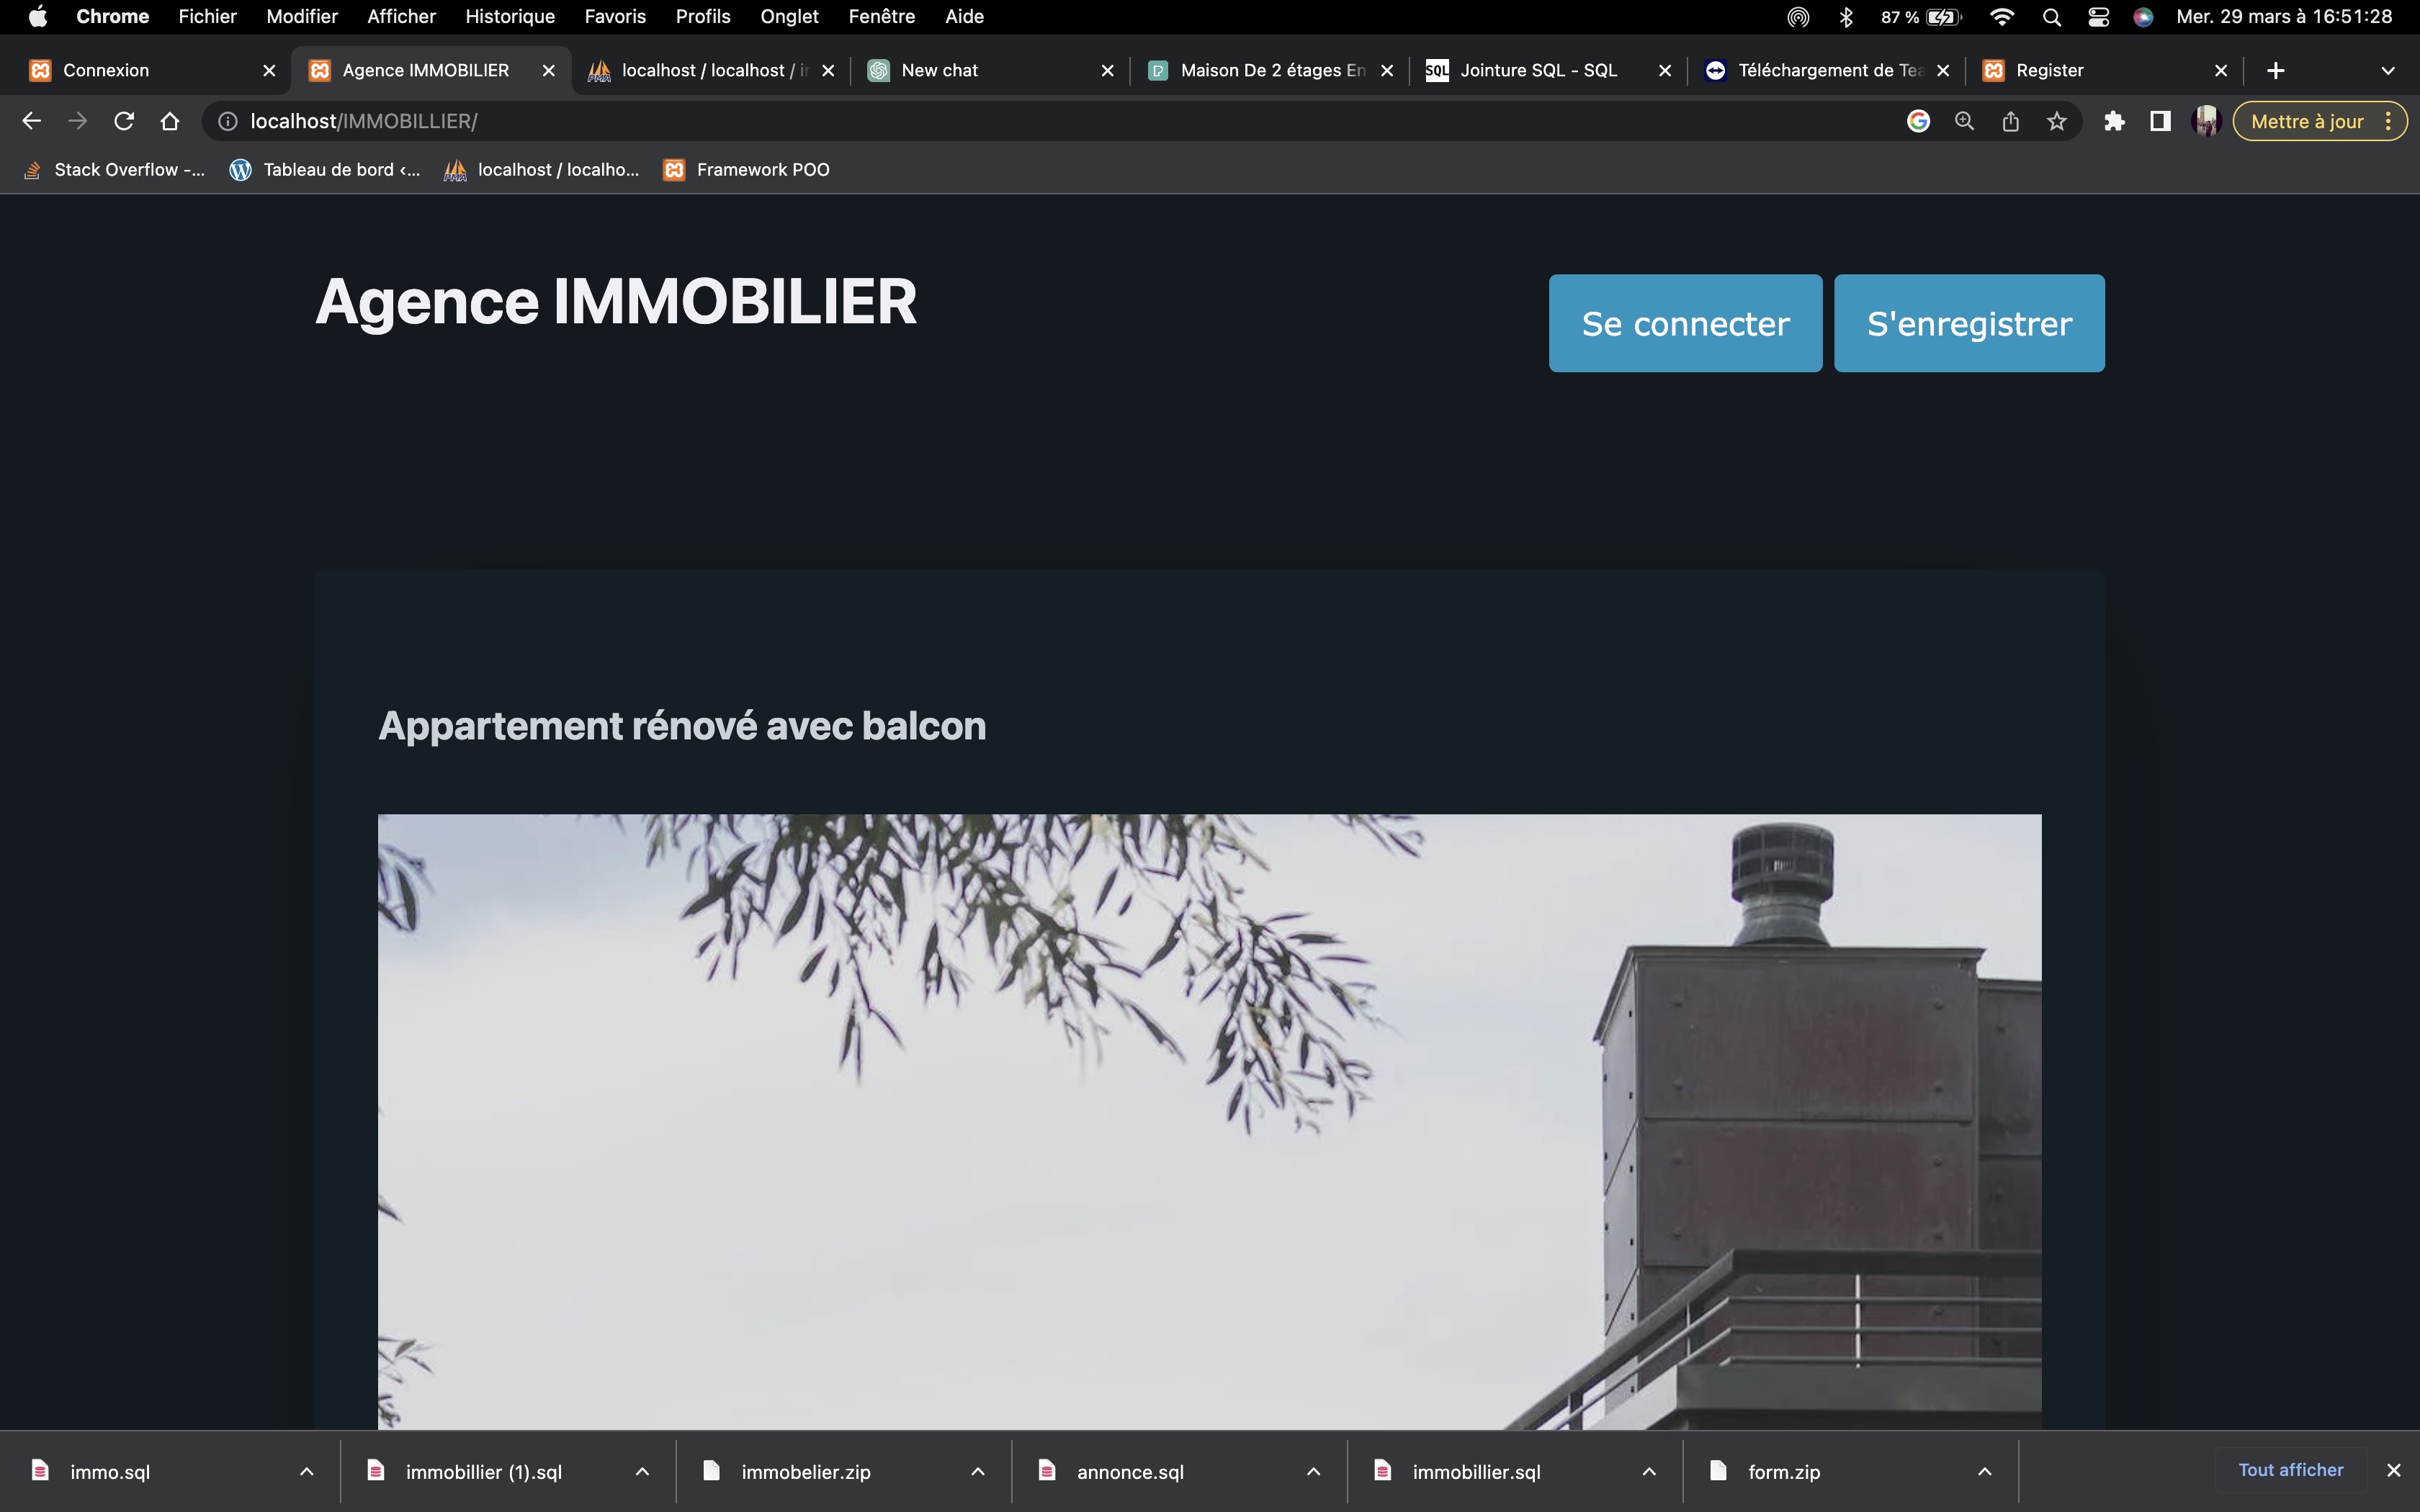 Chrome Fichier Modifier Afficher Historique Favoris Profils Onglet Fenêtre Aide 87 % Mer. 29 mars à 16:51:28
Connexion Agence IMMOBILIER localhost / localhost / New chat Maison De 2 étages En Jointure SQL - SQL Téléchargement de Tea Register
localhost/IMMOBILLIER/ Mettre à jour
Stack Overflow -... Tableau de bord ‹... localhost / localho... Framework POO
Agence IMMOBILIER Se connecter S'enregistrer
Appartement rénové avec balcon
immo.sql immobillier (1).sql immobelier.zip annonce.sql immobillier.sql form.zip Tout afficher